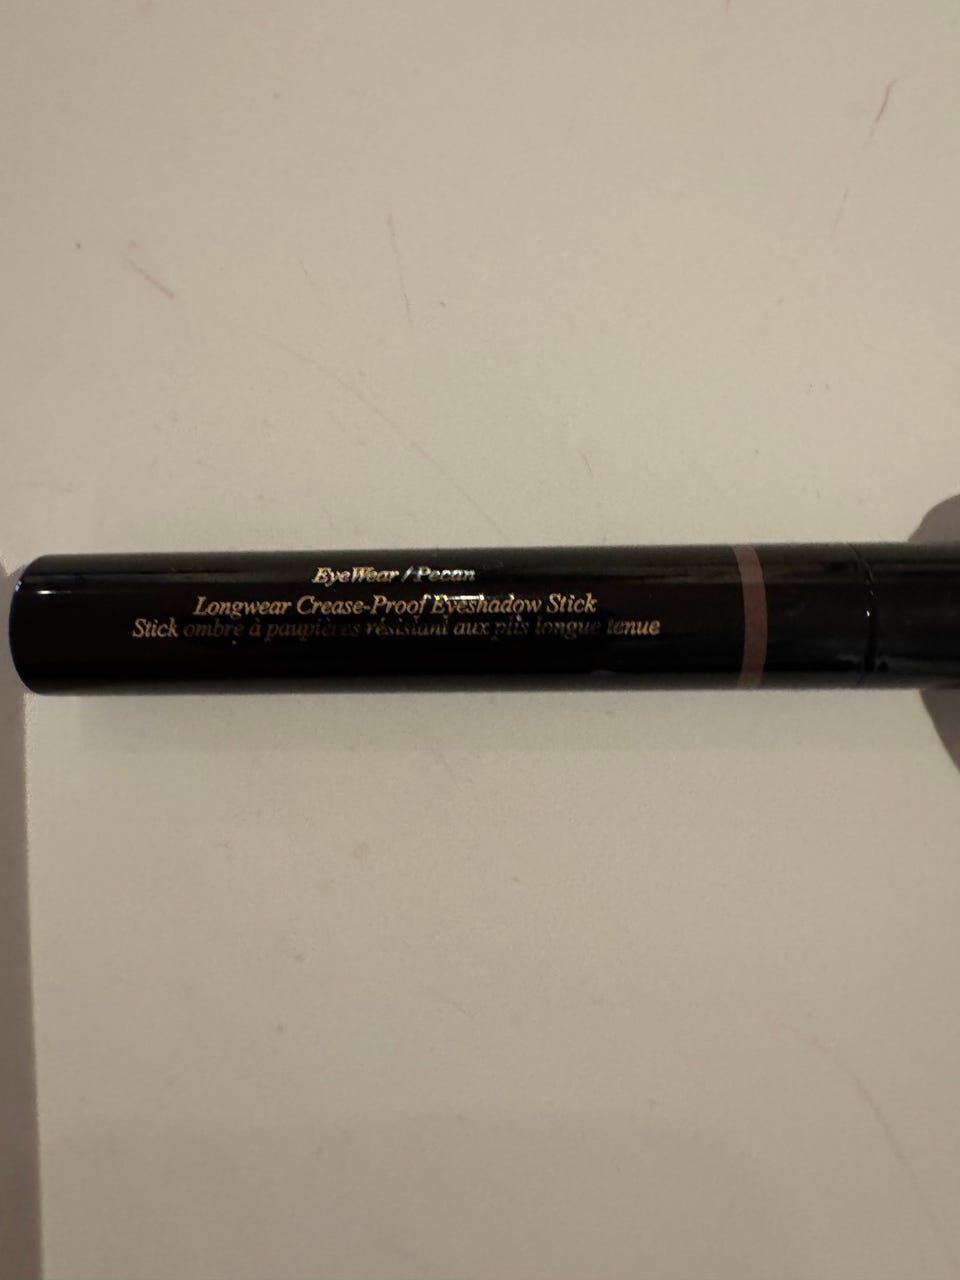 EyeWear / Pecan
Longwear Crease-Proof Eyeshadow Stick
Stick ombre à paupières résistant aux plis longue tenue